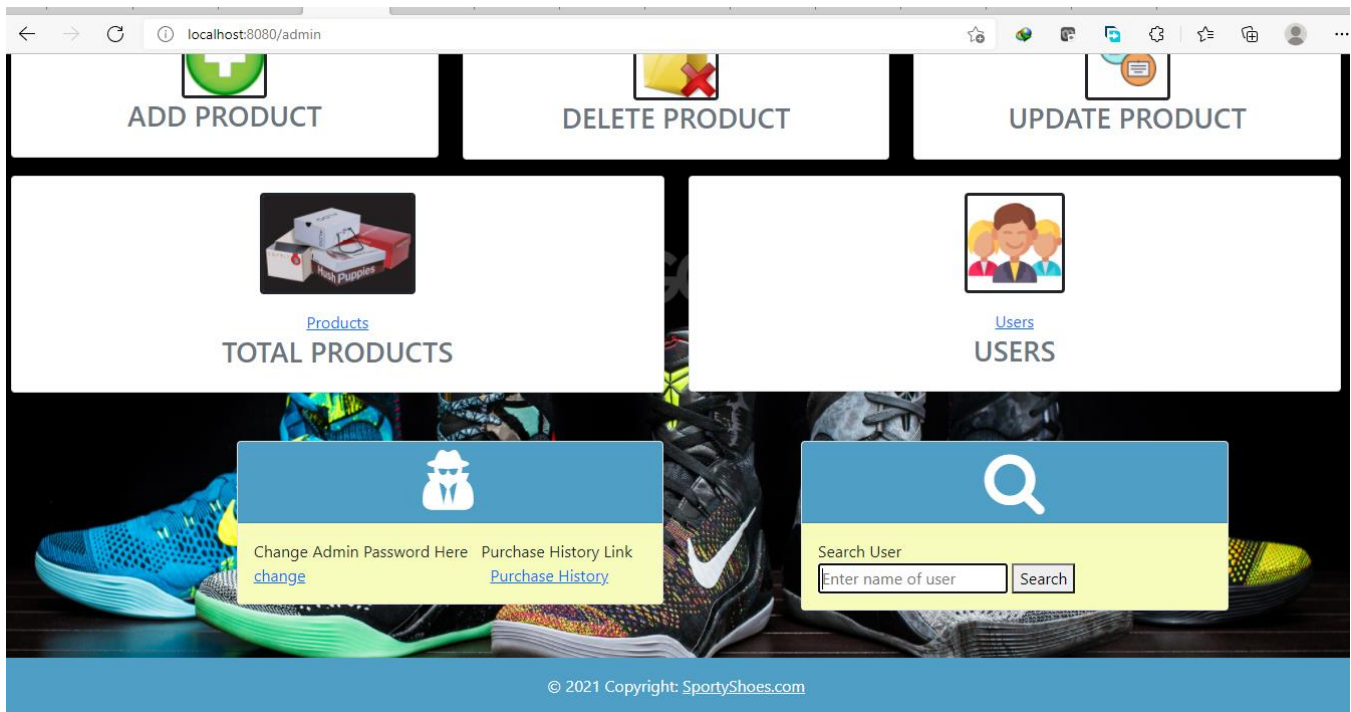 localhost:8080/admin
ADD PRODUCT
DELETE PRODUCT
UPDATE PRODUCT
Hush Puppies
Products
TOTAL PRODUCTS
Users
USERS
Change Admin Password Here Purchase History Link
change Purchase History
Search User
Enter name of user Search
© 2021 Copyright: SportyShoes.com